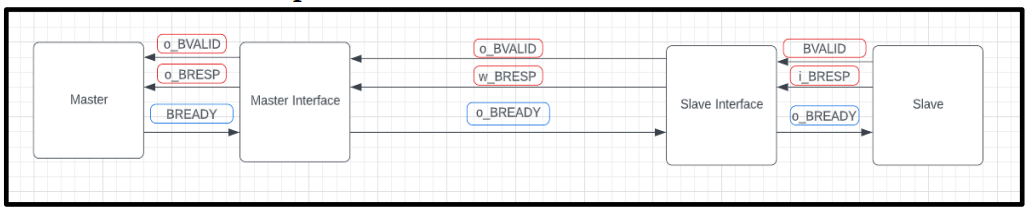 o_BVALID
o_BRESP
BREADY
Master
Master Interface
o_BVALID
w_BRESP
o_BREADY
Slave Interface
BVALID
i_BRESP
o_BREADY
Slave